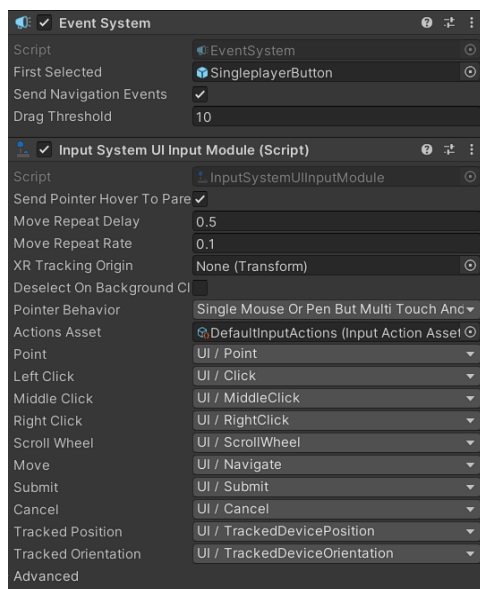 Event System
Script EventSystem
First Selected SingleplayerButton
Send Navigation Events
Drag Threshold 10
Input System UI Input Module (Script)
Script InputSystemUIInputModule
Send Pointer Hover To Pare
Move Repeat Delay 0.5
Move Repeat Rate 0.1
XR Tracking Origin None (Transform)
Deselect On Background Cl
Pointer Behavior Single Mouse Or Pen But Multi Touch And
Actions Asset DefaultInputActions (Input Action Asset
Point UI / Point
Left Click UI / Click
Middle Click UI / MiddleClick
Right Click UI / RightClick
Scroll Wheel UI / ScrollWheel
Move UI / Navigate
Submit UI / Submit
Cancel UI / Cancel
Tracked Position UI / TrackedDevicePosition
Tracked Orientation UI / TrackedDeviceOrientation
Advanced